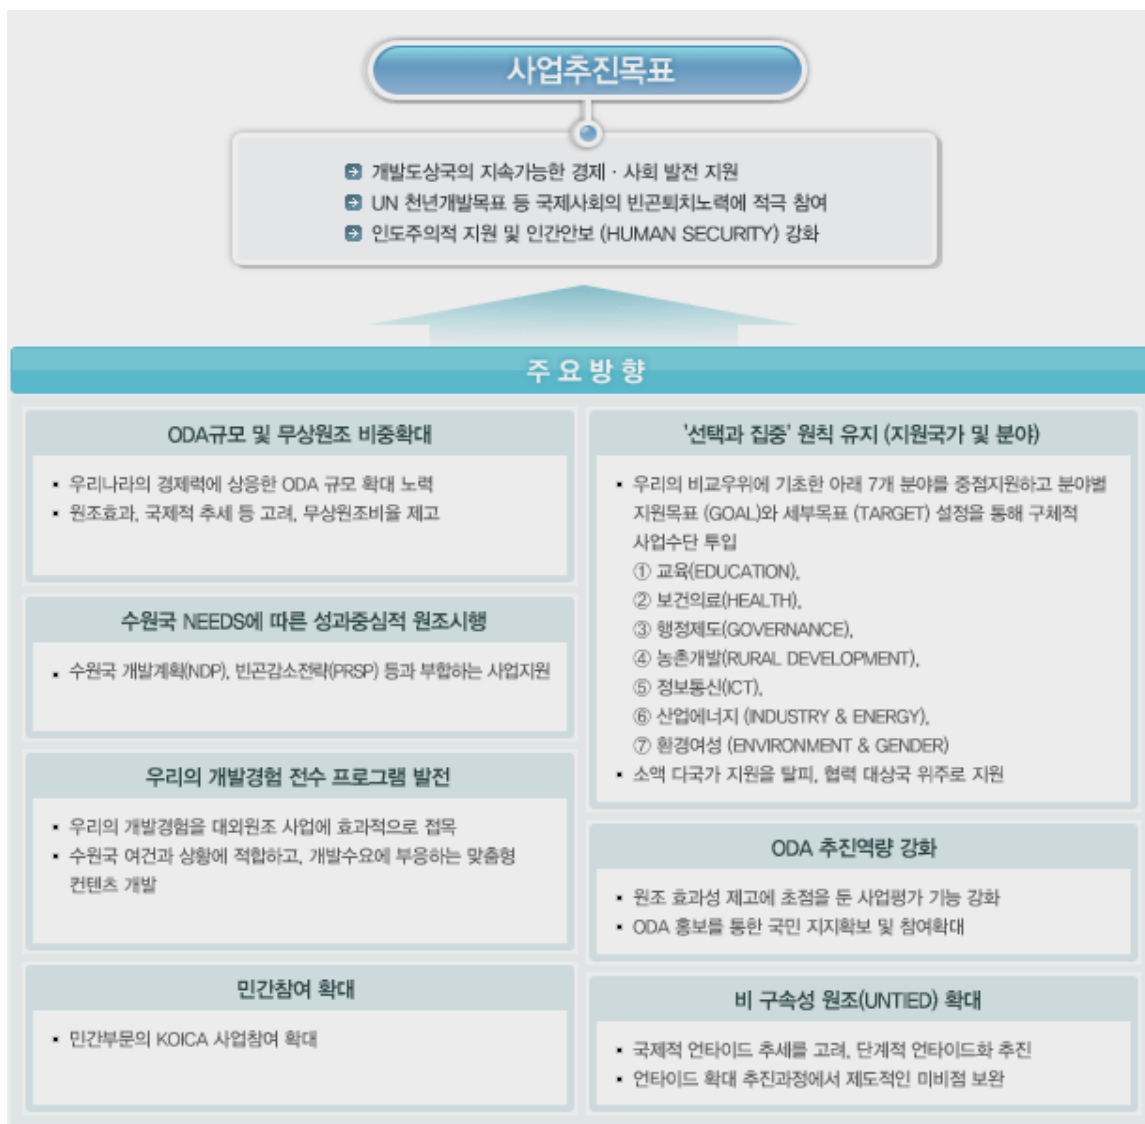 사업추진목표
개발도상국의 지속가능한 경제 · 사회 발전 지원
UN 천년개발목표 등 국제사회의 빈곤퇴치노력에 적극 참여
인도주의적 지원 및 인간안보 (HUMAN SECURITY) 강화
주요방향
ODA규모 및 무상원조 비중확대
▪ 우리나라의 경제력에 상응한 ODA 규모 확대 노력
▪ 원조효과, 국제적 추세 등 고려, 무상원조비율 제고
수원국 NEEDS에 따른 성과중심적 원조시행
▪ 수원국 개발계획(NDP), 빈곤감소전략(PRSP) 등과 부합하는 사업지원
우리의 개발경험 전수 프로그램 발전
▪ 우리의 개발경험을 대외원조 사업에 효과적으로 접목
▪ 수원국 여건과 상황에 적합하고, 개발수요에 부응하는 맞춤형
컨텐츠 개발
민간참여 확대
▪ 민간부문의 KOICA 사업참여 확대
'선택과 집중' 원칙 유지 (지원국가 및 분야)
▪ 우리의 비교우위에 기초한 아래 7개 분야를 중점지원하고 분야별
지원목표 (GOAL)와 세부목표 (TARGET) 설정을 통해 구체적
사업수단 투입
① 교육(EDUCATION),
② 보건의료(HEALTH),
③ 행정제도(GOVERNANCE),
④ 농촌개발(RURAL DEVELOPMENT),
⑤ 정보통신(ICT),
⑥ 산업에너지 (INDUSTRY & ENERGY),
⑦ 환경여성 (ENVIRONMENT & GENDER)
▪ 소액 다국가 지원을 탈피, 협력 대상국 위주로 지원
ODA 추진역량 강화
▪ 원조 효과성 제고에 초점을 둔 사업평가 기능 강화
▪ ODA 홍보를 통한 국민 지지확보 및 참여확대
비 구속성 원조(UNTIED) 확대
▪ 국제적 언타이드 추세를 고려, 단계적 언타이드화 추진
▪ 언타이드 확대 추진과정에서 제도적인 미비점 보완